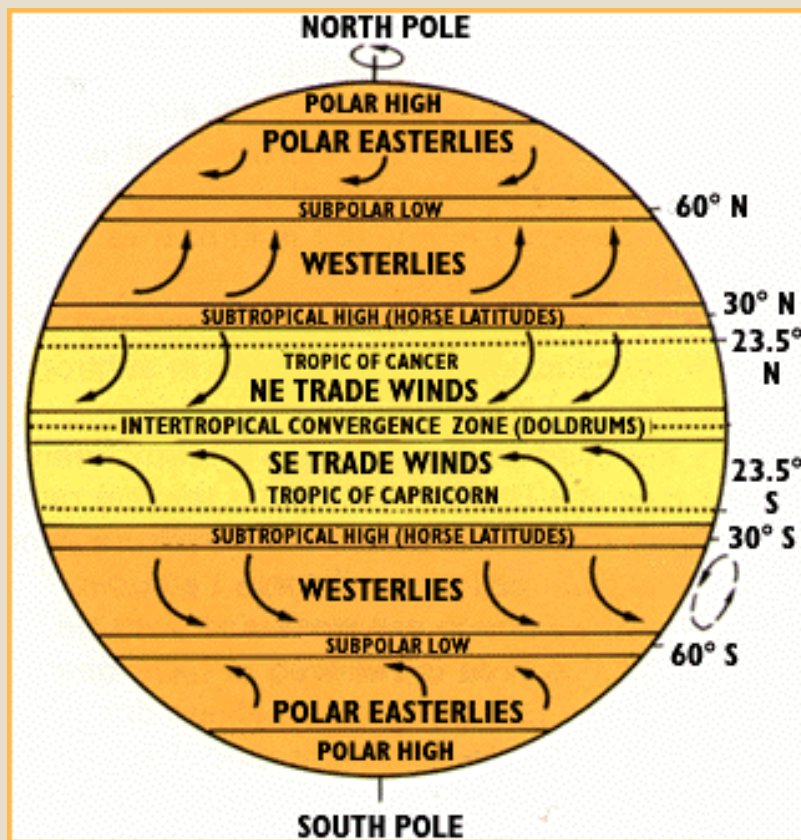 NORTH POLE
POLAR HIGH
POLAR EASTERLIES
SUBPOLAR LOW
60° N
WESTERLIES
30° N
SUBTROPICAL HIGH (HORSE LATITUDES)
23.5°
N
TROPIC OF CANCER
NE TRADE WINDS
INTERTROPICAL CONVERGENCE ZONE (DOLDRUMS)
SE TRADE WINDS
23.5°
S
TROPIC OF CAPRICORN
SUBTROPICAL HIGH (HORSE LATITUDES)
30° S
WESTERLIES
SUBPOLAR LOW
60° S
POLAR EASTERLIES
POLAR HIGH
SOUTH POLE